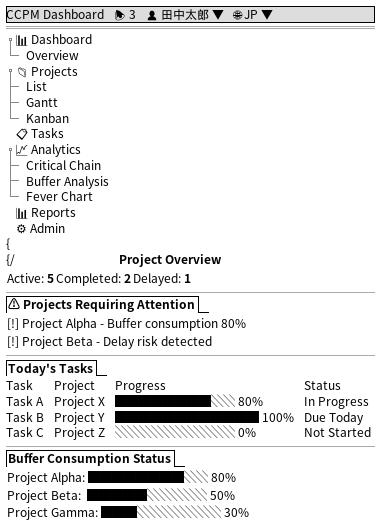 CCPM Dashboard 3 田中太郎 ▼ JP ▼
Dashboard
Overview
Projects
List
Gantt
Kanban
Tasks
Analytics
Critical Chain
Buffer Analysis
Fever Chart
Reports
Admin
{
{/ Project Overview
Active: 5 Completed: 2 Delayed: 1
⚠ Projects Requiring Attention
[!] Project Alpha - Buffer consumption 80%
[!] Project Beta - Delay risk detected
Today's Tasks
Task Project Progress Status
Task A Project X 80% In Progress
Task B Project Y 100% Due Today
Task C Project Z 0% Not Started
Buffer Consumption Status
Project Alpha: 80%
Project Beta: 50%
Project Gamma: 30%